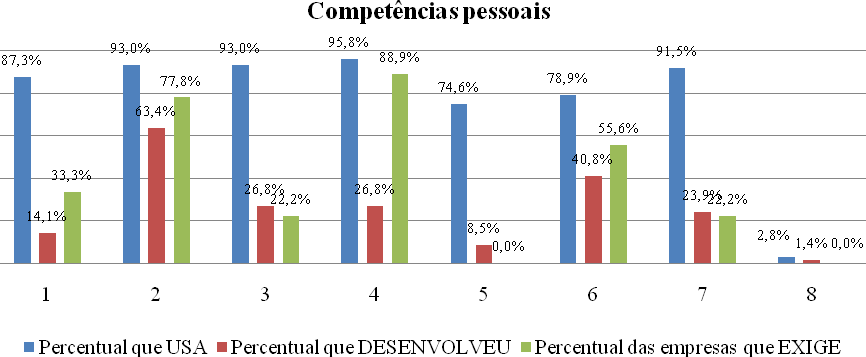 Competências pessoais
87,3% 14,1% 33,3%
93,0% 63,4% 77,8%
93,0% 26,8% 22,2%
95,8% 26,8% 88,9%
74,6% 8,5% 0,0%
78,9% 40,8% 55,6%
91,5% 23,9% 22,2%
2,8% 1,4% 0,0%
1 2 3 4 5 6 7 8
Percentual que USA Percentual que DESENVOLVEU Percentual das empresas que EXIGE